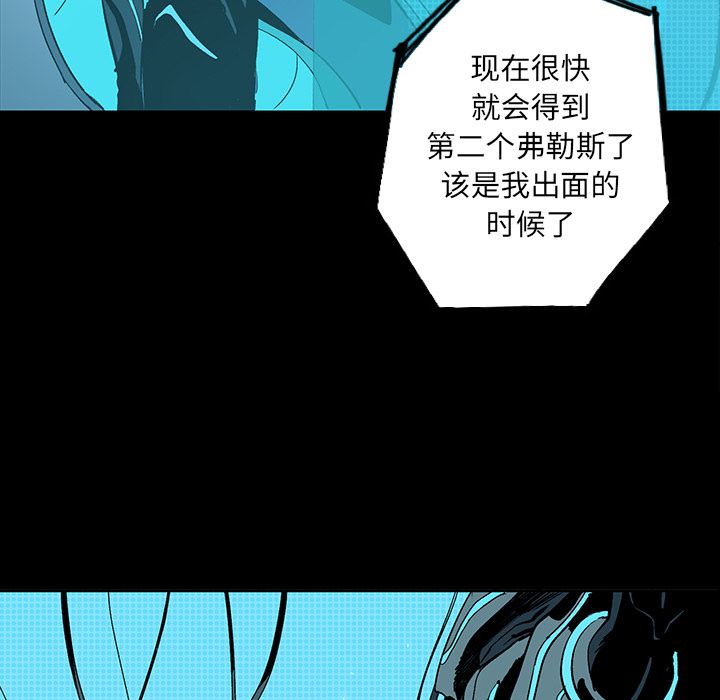 现在很快
就会得到
第二个弗勒斯了
该是我出面的
时候了